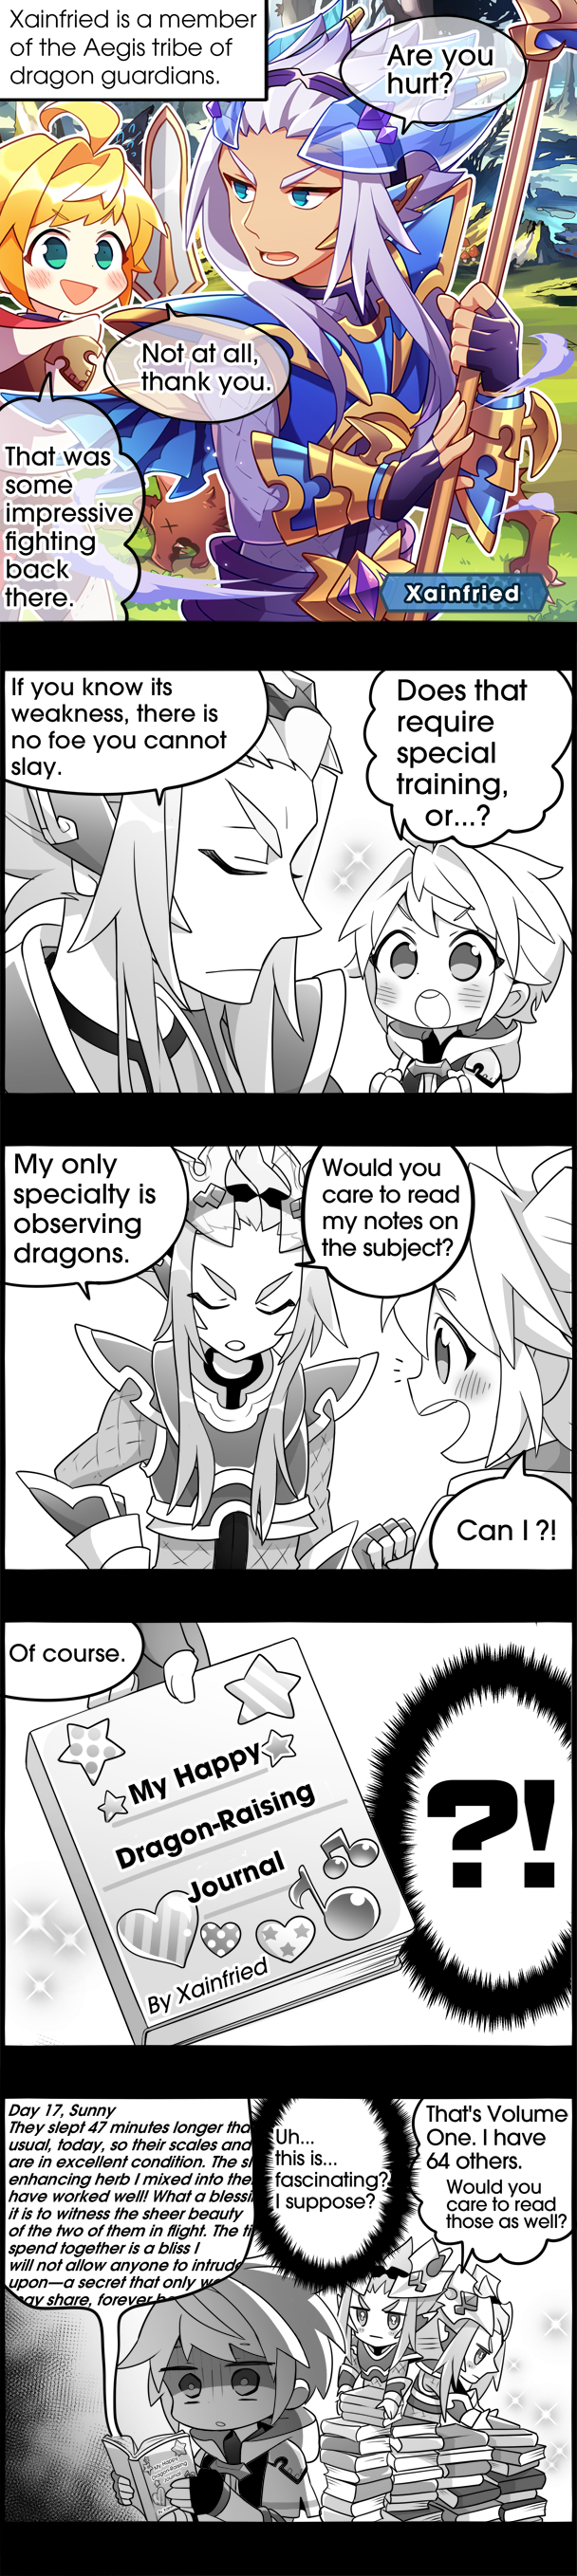 Xainfried is a member
of the Aegis tribe of
dragon guardians.
Are you
hurt?
Not at all,
thank you.
That was
some
impressive
fighting
back
there.
Xainfried
If you know its
weakness, there is
no foe you cannot
slay.
Does that
require
special
training,
or...?
My only
specialty is
observing
dragons.
Would you
care to read
my notes on
the subject?
Can I ?!
Of course.
My Happy
Dragon-Raising
Journal
By Xainfried
?!
Day 17, Sunny
They slept 47 minutes longer
usual, today, so their scales and
are in excellent condition. The
enhancing herb I mixed into
have worked well! What a
it is to witness the sheer beauty
of the two of them in flight. The
spend together is a bliss I
will not allow anyone to
upon—a secret that only
may share, forever
Uh...
this is...
fascinating?
I suppose?
That's Volume
One. I have
64 others.
Would you
care to read
those as well?
My Happy
Dragon-Raising
Journal